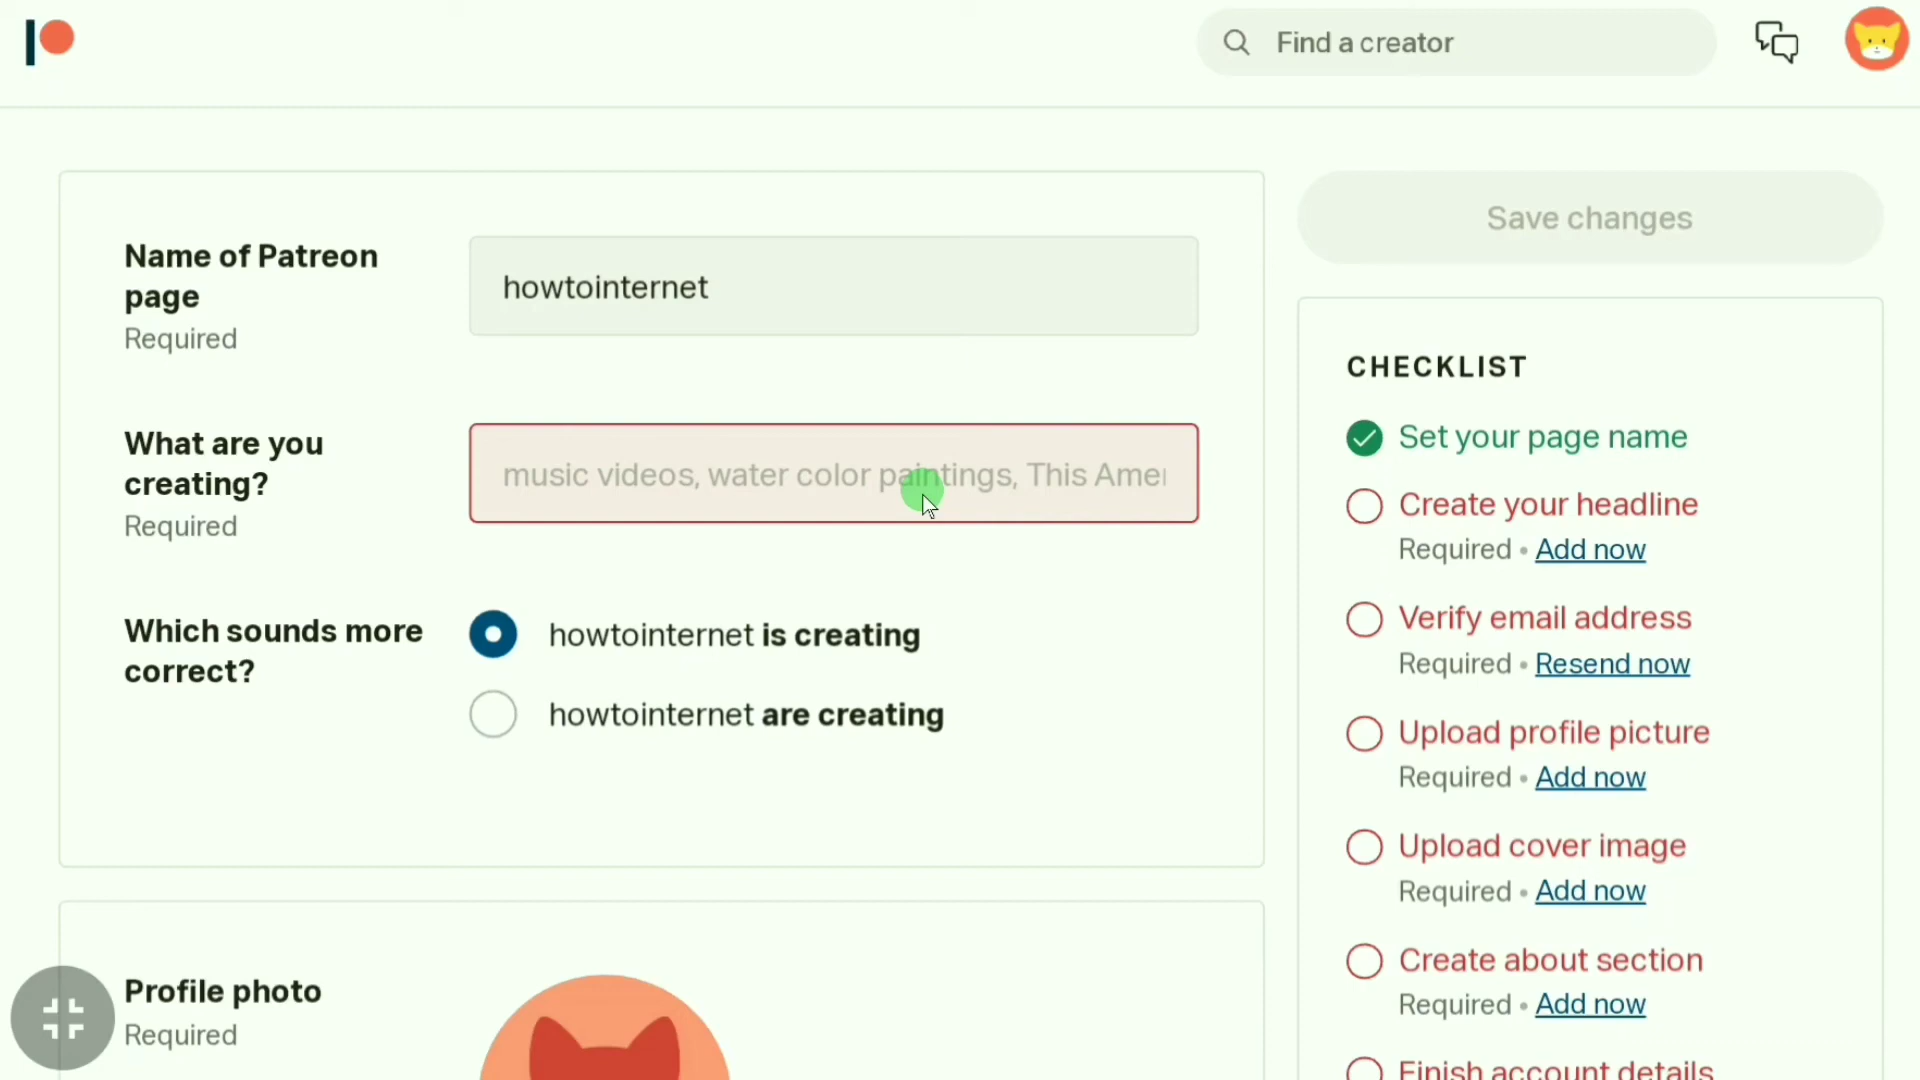 Find a creator
Name of Patreon
page
Required
howtointernet
What are you
creating?
Required
music videos, water color paintings, This Amer
Which sounds more
correct?
howtointernet is creating
howtointernet are creating
Profile photo
Required
Save changes
CHECKLIST
Set your page name
Create your headline
Required • Add now
Verify email address
Required • Resend now
Upload profile picture
Required • Add now
Upload cover image
Required • Add now
Create about section
Required • Add now
Finish account details